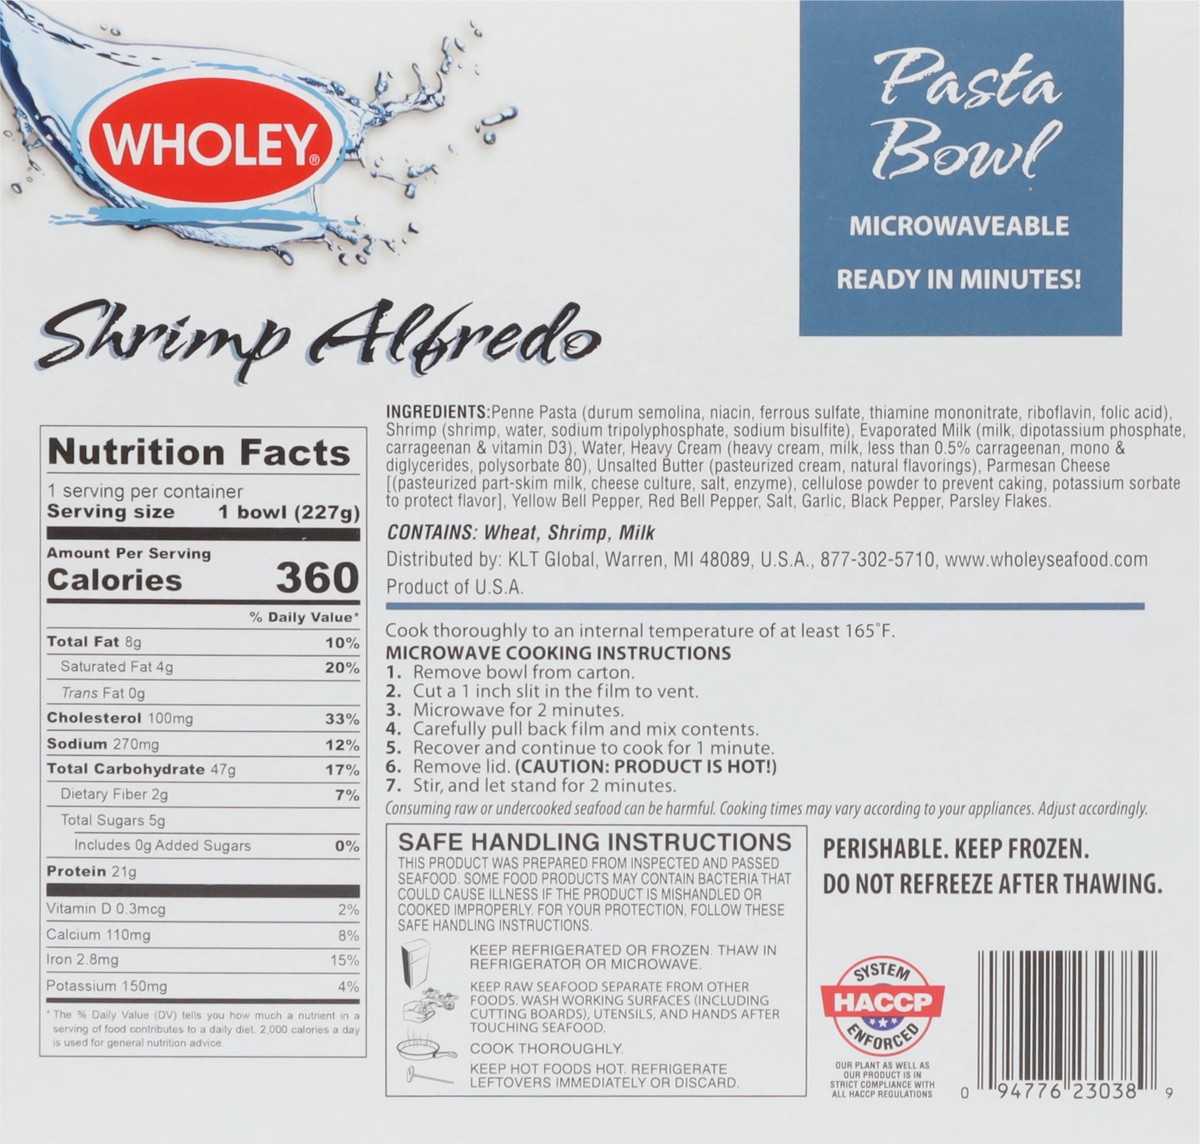 WHOLEY®
Pasta
Bowl
MICROWAVEABLE
READY IN MINUTES!
Shrimp Alfredo
Nutrition Facts
1 serving per container
Serving size 1 bowl (227g)
Amount Per Serving
Calories 360
% Daily Value*
Total Fat 8g 10%
Saturated Fat 4g 20%
Trans Fat 0g
Cholesterol 100mg 33%
Sodium 270mg 12%
Total Carbohydrate 47g 17%
Dietary Fiber 2g 7%
Total Sugars 5g
Includes 0g Added Sugars 0%
Protein 21g
Vitamin D 0.3mcg 2%
Calcium 110mg 8%
Iron 2.8mg 15%
Potassium 150mg 4%
* The % Daily Value (DV) tells you how much a nutrient in a
serving of food contributes to a daily diet. 2,000 calories a day
is used for general nutrition advice.
INGREDIENTS:Penne Pasta (durum semolina, niacin, ferrous sulfate, thiamine mononitrate, riboflavin, folic acid),
Shrimp (shrimp, water, sodium tripolyphosphate, sodium bisulfite), Evaporated Milk (milk, dipotassium phosphate,
carrageenan & vitamin D3), Water, Heavy Cream (heavy cream, milk, less than 0.5% carrageenan, mono &
diglycerides, polysorbate 80), Unsalted Butter (pasteurized cream, natural flavorings), Parmesan Cheese
[(pasteurized part-skim milk, cheese culture, salt, enzyme), cellulose powder to prevent caking, potassium sorbate
to protect flavor], Yellow Bell Pepper, Red Bell Pepper, Salt, Garlic, Black Pepper, Parsley Flakes.
CONTAINS: Wheat, Shrimp, Milk
Distributed by: KLT Global, Warren, MI 48089, U.S.A., 877-302-5710, www.wholeyseafood.com
Product of U.S.A.
Cook thoroughly to an internal temperature of at least 165°F.
MICROWAVE COOKING INSTRUCTIONS
1. Remove bowl from carton.
2. Cut a 1 inch slit in the film to vent.
3. Microwave for 2 minutes.
4. Carefully pull back film and mix contents.
5. Recover and continue to cook for 1 minute.
6. Remove lid. (CAUTION: PRODUCT IS HOT!)
7. Stir, and let stand for 2 minutes.
Consuming raw or undercooked seafood can be harmful. Cooking times may vary according to your appliances. Adjust accordingly.
SAFE HANDLING INSTRUCTIONS
THIS PRODUCT WAS PREPARED FROM INSPECTED AND PASSED
SEAFOOD. SOME FOOD PRODUCTS MAY CONTAIN BACTERIA THAT
COULD CAUSE ILLNESS IF THE PRODUCT IS MISHANDLED OR
COOKED IMPROPERLY. FOR YOUR PROTECTION, FOLLOW THESE
SAFE HANDLING INSTRUCTIONS.
KEEP REFRIGERATED OR FROZEN. THAW IN
REFRIGERATOR OR MICROWAVE.
KEEP RAW SEAFOOD SEPARATE FROM OTHER
FOODS. WASH WORKING SURFACES (INCLUDING
CUTTING BOARDS), UTENSILS, AND HANDS AFTER
TOUCHING SEAFOOD.
COOK THOROUGHLY.
KEEP HOT FOODS HOT. REFRIGERATE
LEFTOVERS IMMEDIATELY OR DISCARD.
PERISHABLE. KEEP FROZEN.
DO NOT REFREEZE AFTER THAWING.
SYSTEM
HACCP
ENFORCED
OUR PLANT AS WELL AS
OUR PRODUCT IS IN
STRICT COMPLIANCE WITH
ALL HACCP REGULATIONS
0 94776 23038 9